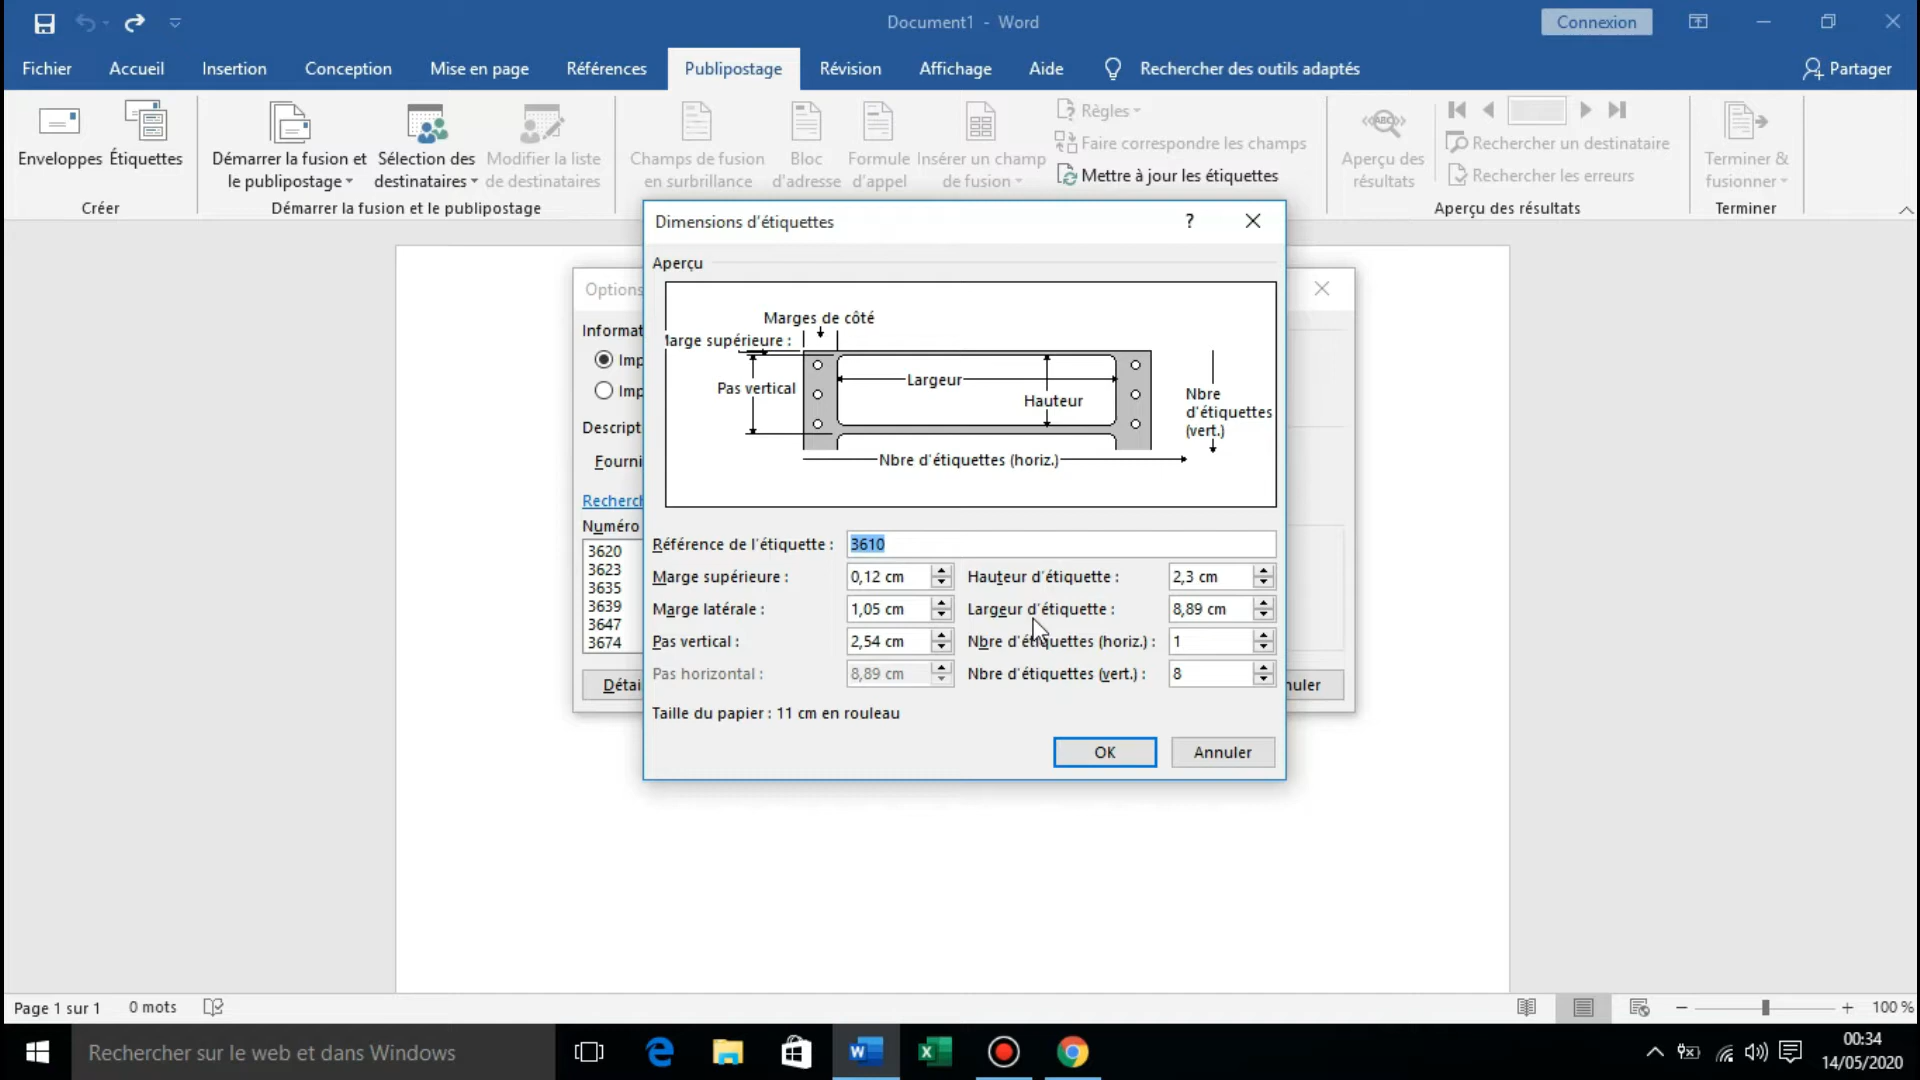 Document1 - Word
Connexion
Fichier Accueil Insertion Conception Mise en page Références Publipostage Révision Affichage Aide Rechercher des outils adaptés Partager
Enveloppes Étiquettes
Créer
Démarrer la fusion et
le publipostage
Sélection des
destinataires
Modifier la liste
de destinataires
Démarrer la fusion et le publipostage
Champs de fusion
en surbrillance
Bloc
d'adresse
Formule
d'appel
Insérer un champ
de fusion
Règles
Faire correspondre les champs
Mettre à jour les étiquettes
Aperçu des
résultats
ABC
Rechercher un destinataire
Rechercher les erreurs
Aperçu des résultats
Terminer &
fusionner
Terminer
Options
Informat
Imp
Imp
Descript
Fourni
Recherch
Numéro
3620
3623
3635
3639
3647
3674
Détai
nuler
Dimensions d'étiquettes ?
Aperçu
Marges de côté
arge supérieure :
Pas vertical
Largeur
Hauteur
Nbre
d'étiquettes
(vert.)
Nbre d'étiquettes (horiz.)
Référence de l'étiquette : 3610
Marge supérieure : 0,12 cm Hauteur d'étiquette : 2,3 cm
Marge latérale : 1,05 cm Largeur d'étiquette : 8,89 cm
Pas vertical : 2,54 cm Nbre d'étiquettes (horiz.) : 1
Pas horizontal : 8,89 cm Nbre d'étiquettes (vert.) : 8
Taille du papier : 11 cm en rouleau
OK Annuler
Page 1 sur 1 0 mots 100 %
Rechercher sur le web et dans Windows
00:34
14/05/2020